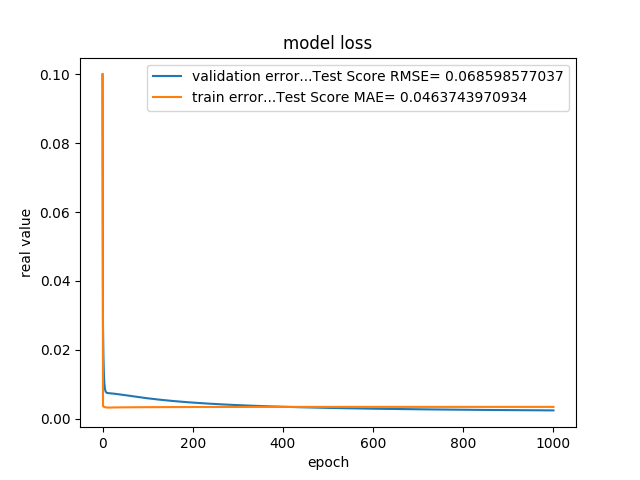 model loss
validation error...Test Score RMSE= 0.068598577037
train error...Test Score MAE= 0.0463743970934
real value
0.10
0.08
0.06
0.04
0.02
0.00
0 200 400 600 800 1000
epoch